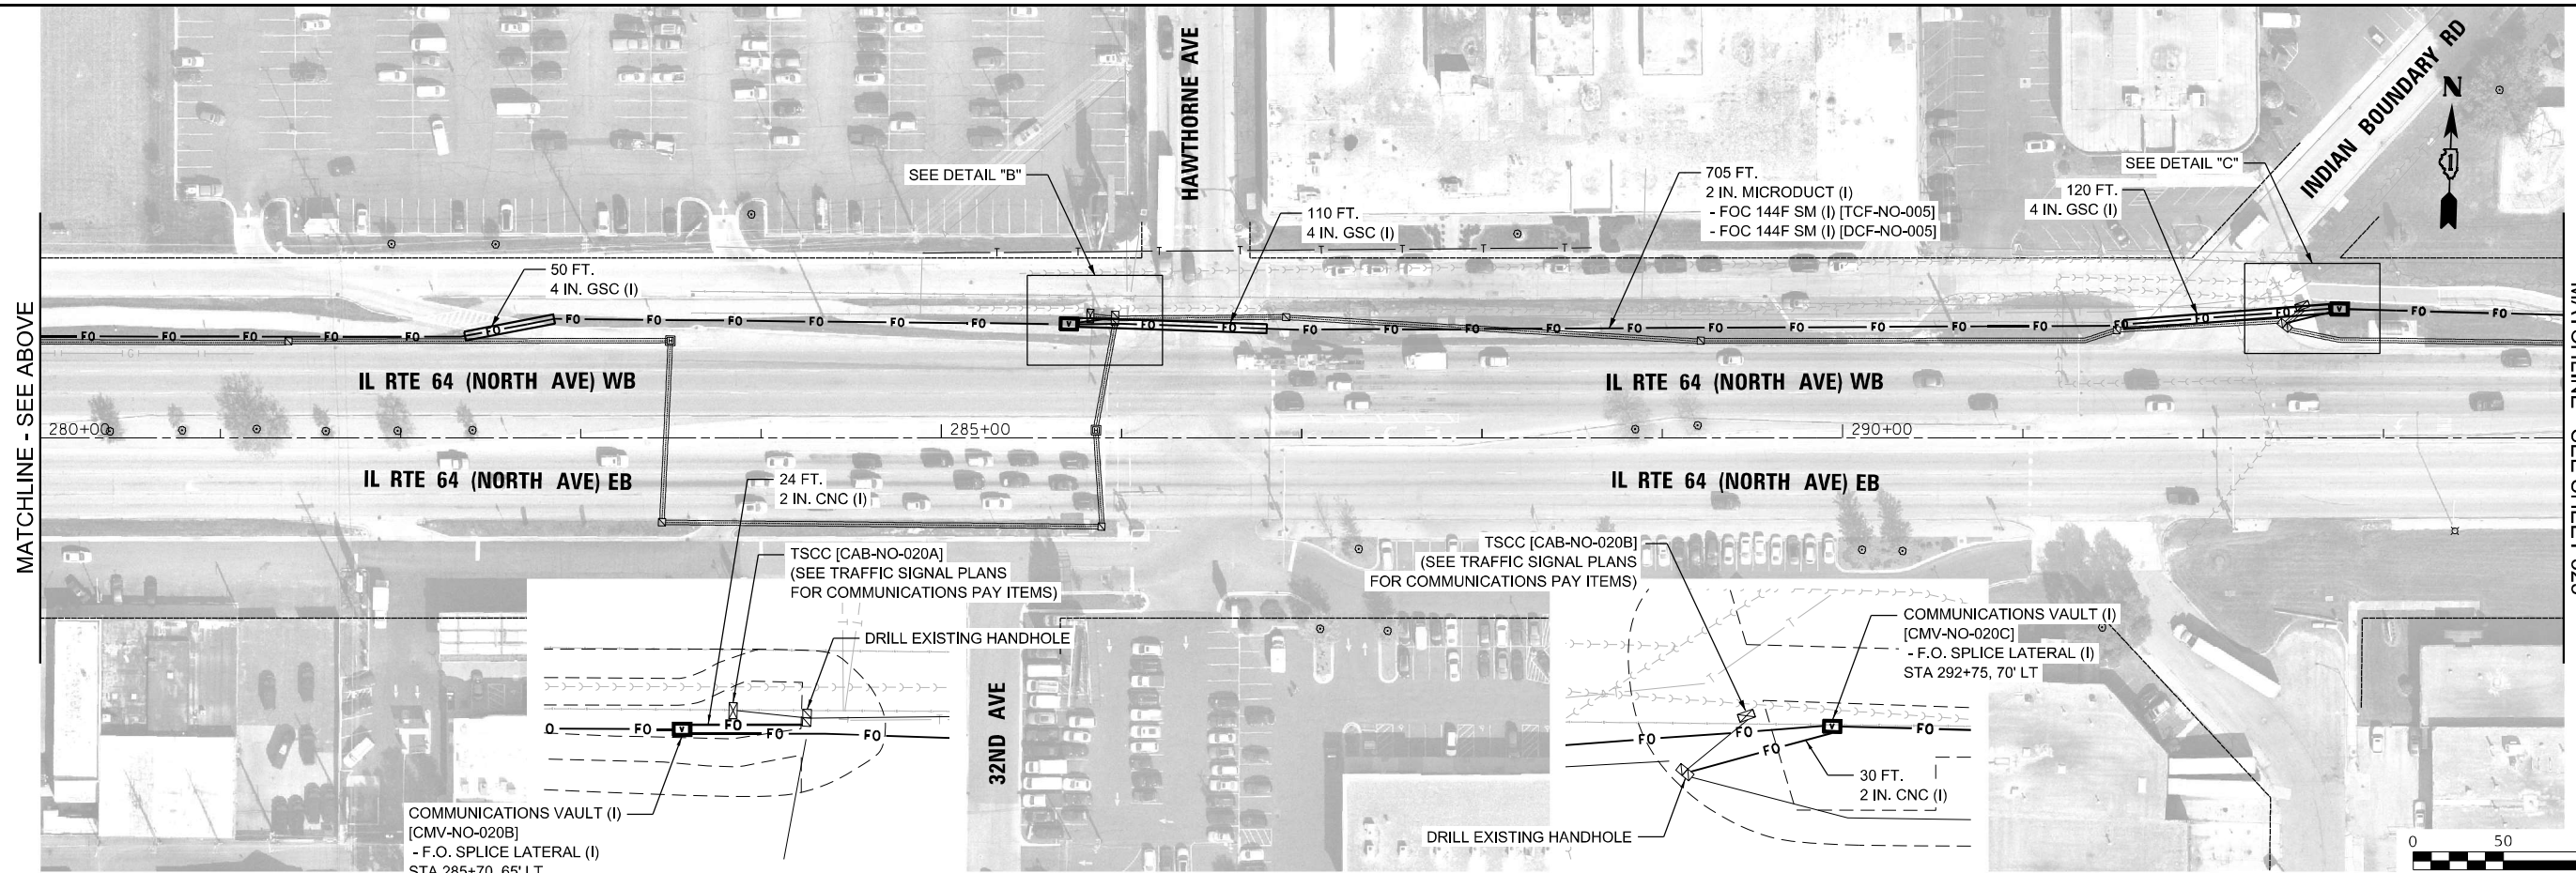 MATCHLINE - SEE ABOVE
HAWTHORNE AVE
INDIAN BOUNDARY RD
N
SEE DETAIL "B"
SEE DETAIL "C"
50 FT.
4 IN. GSC (I)
110 FT.
4 IN. GSC (I)
705 FT.
2 IN. MICRODUCT (I)
- FOC 144F SM (I) [TCF-NO-005]
- FOC 144F SM (I) [DCF-NO-005]
120 FT.
4 IN. GSC (I)
IL RTE 64 (NORTH AVE) WB
IL RTE 64 (NORTH AVE) WB
280+00
285+00
290+00
IL RTE 64 (NORTH AVE) EB
IL RTE 64 (NORTH AVE) EB
24 FT.
2 IN. CNC (I)
TSCC [CAB-NO-020A]
(SEE TRAFFIC SIGNAL PLANS
FOR COMMUNICATIONS PAY ITEMS)
DRILL EXISTING HANDHOLE
COMMUNICATIONS VAULT (I)
[CMV-NO-020B]
- F.O. SPLICE LATERAL (I)
STA 285+70, 65' LT
32ND AVE
TSCC [CAB-NO-020B]
(SEE TRAFFIC SIGNAL PLANS
FOR COMMUNICATIONS PAY ITEMS)
COMMUNICATIONS VAULT (I)
[CMV-NO-020C]
- F.O. SPLICE LATERAL (I)
STA 292+75, 70' LT
30 FT.
2 IN. CNC (I)
DRILL EXISTING HANDHOLE
0 50